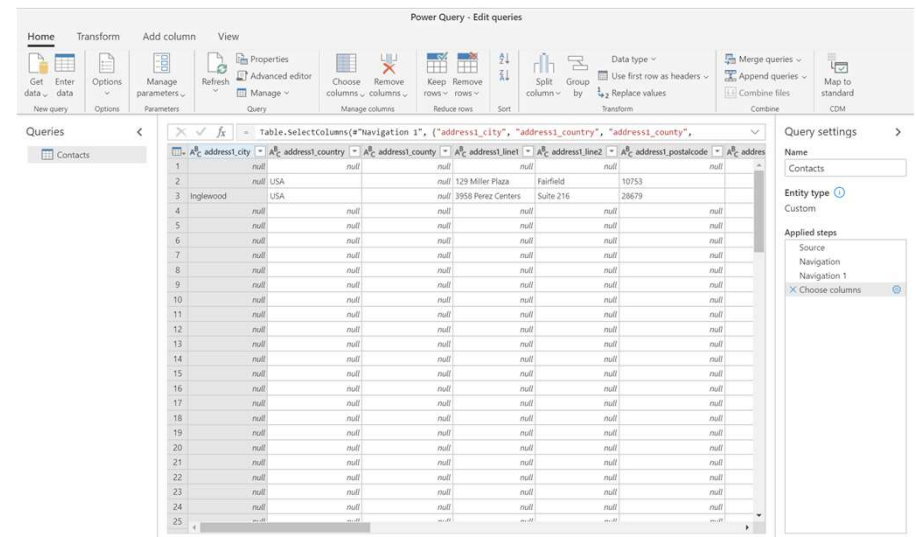 Power Query - Edit queries
Home Transform Add column View
Get data Enter data Options Manage parameters Refresh Properties Advanced editor Manage Choose columns Remove columns Keep rows Remove rows Split column Group by Data type Use first row as headers Replace values Merge queries Append queries Combine files Map to standard
New query Options Parameters Query Manage columns Reduce rows Sort Transform Combine CDM
Queries
Contacts
fx = Table.SelectColumns(#"Navigation 1", {"address1_city", "address1_country", "address1_county",
address1_city address1_country address1_county address1_line1 address1_line2 address1_postalcode addres
1 null null null null null null
2 null USA null 129 Miller Plaza Fairfield 10753
3 Inglewood USA null 3958 Perez Centers Suite 216 28679
4 null null null null null null
5 null null null null null null
6 null null null null null null
7 null null null null null null
8 null null null null null null
9 null null null null null null
10 null null null null null null
11 null null null null null null
12 null null null null null null
13 null null null null null null
14 null null null null null null
15 null null null null null null
16 null null null null null null
17 null null null null null null
18 null null null null null null
19 null null null null null null
20 null null null null null null
21 null null null null null null
22 null null null null null null
23 null null null null null null
24 null null null null null null
25 null null null null null null
Query settings
Name
Contacts
Entity type
Custom
Applied steps
Source
Navigation
Navigation 1
Choose columns